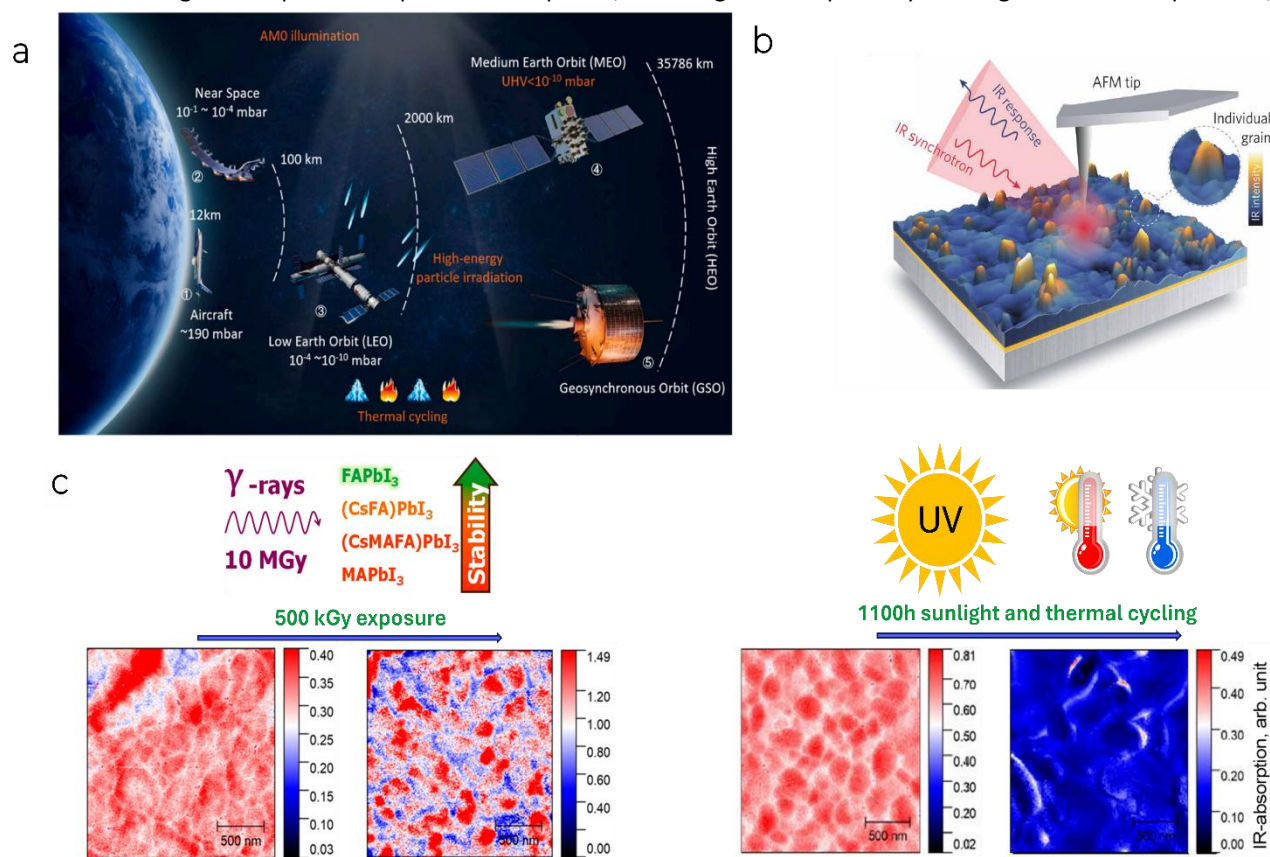 a
AM0 illumination
Near Space
10⁻¹ ~ 10⁻⁴ mbar
②
100 km
12km
①
Aircraft
~190 mbar
2000 km
High-energy
particle irradiation
③
Low Earth Orbit (LEO)
10⁻⁴ ~10⁻¹⁰ mbar
Thermal cycling
Medium Earth Orbit (MEO)
UHV<10⁻¹⁰ mbar
④
35786 km
High Earth Orbit (HEO)
⑤
Geosynchronous Orbit (GSO)
b
AFM tip
IR response
IR synchrotron
Individual
grain
IR intensity
c
γ-rays
10 MGy
FAPbI₃
(CsFA)PbI₃
(CsMAFA)PbI₃
MAPbI₃
Stability
500 kGy exposure
0.40
0.35
0.30
0.25
0.20
0.15
0.10
0.03
500 nm
1.49
1.20
1.00
0.80
0.60
0.40
0.00
500 nm
UV
1100h sunlight and thermal cycling
0.81
0.70
0.60
0.50
0.40
0.30
0.20
0.02
500 nm
0.49
0.40
0.30
0.20
0.10
0.00
500 nm
IR-absorption, arb. unit